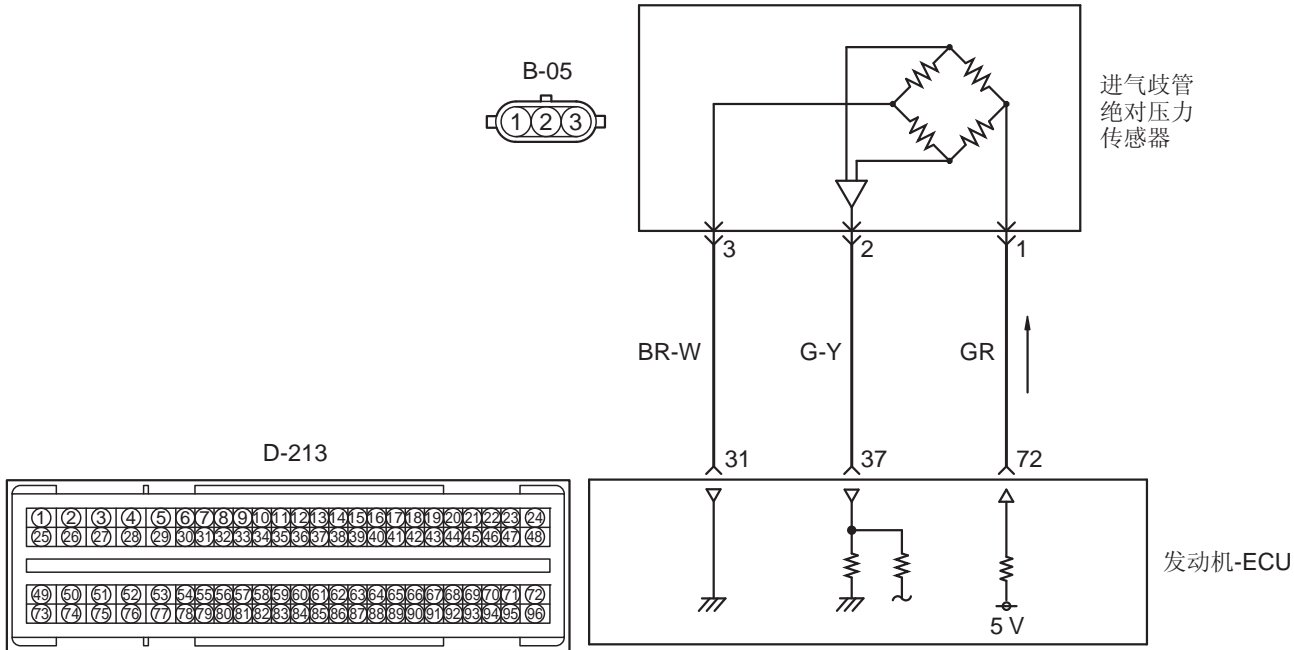 B-05
1 2 3
进气歧管
绝对压力
传感器
3 2 1
BR-W G-Y GR
D-213
31 37 72
1 2 3 4 5 6 7 8 9 10 11 12 13 14 15 16 17 18 19 20 21 22 23 24
25 26 27 28 29 30 31 32 33 34 35 36 37 38 39 40 41 42 43 44 45 46 47 48
49 50 51 52 53 54 55 56 57 58 59 60 61 62 63 64 65 66 67 68 69 70 71 72
73 74 75 76 77 78 79 80 81 82 83 84 85 86 87 88 89 90 91 92 93 94 95 96
发动机-ECU
5 V